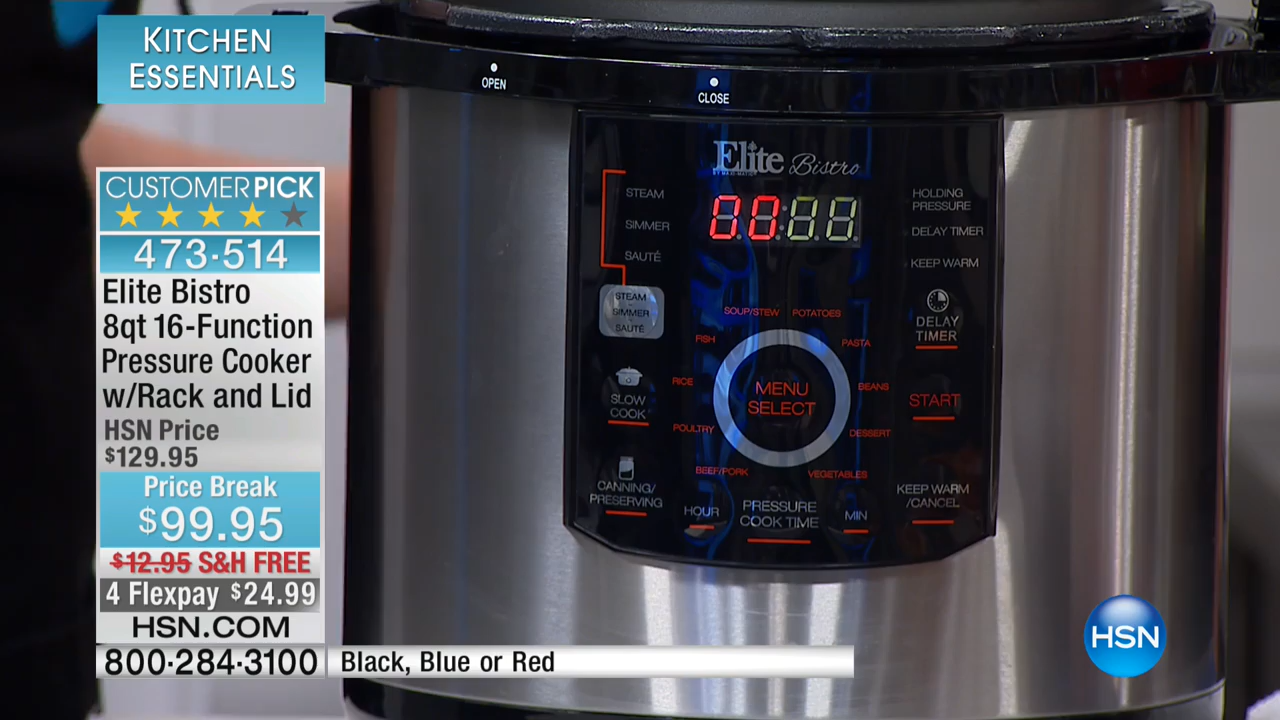 KITCHEN
ESSENTIALS
CUSTOMER PICK
473-514
Elite Bistro
8qt 16-Function
Pressure Cooker
w/Rack and Lid
HSN Price
$129.95
Price Break
$99.95
$12.95 S&H FREE
4 Flexpay $24.99
HSN.COM
800-284-3100
Black, Blue or Red
OPEN
CLOSE
Elite Bistro
BY MAXI-MATIC
STEAM
SIMMER
SAUTÉ
00:
HOLDING
PRESSURE
DELAY TIMER
KEEP WARM
STEAM
SIMMER
SAUTÉ
SLOW
COOK
CANNING/
PRESERVING
SOUP/STEW
POTATOES
FISH
PASTA
RICE
BEANS
POULTRY
DESSERT
BEEF/PORK
VEGETABLES
MENU
SELECT
HOUR
PRESSURE
COOK TIME
MIN
DELAY
TIMER
START
KEEP WARM
/CANCEL
HSN